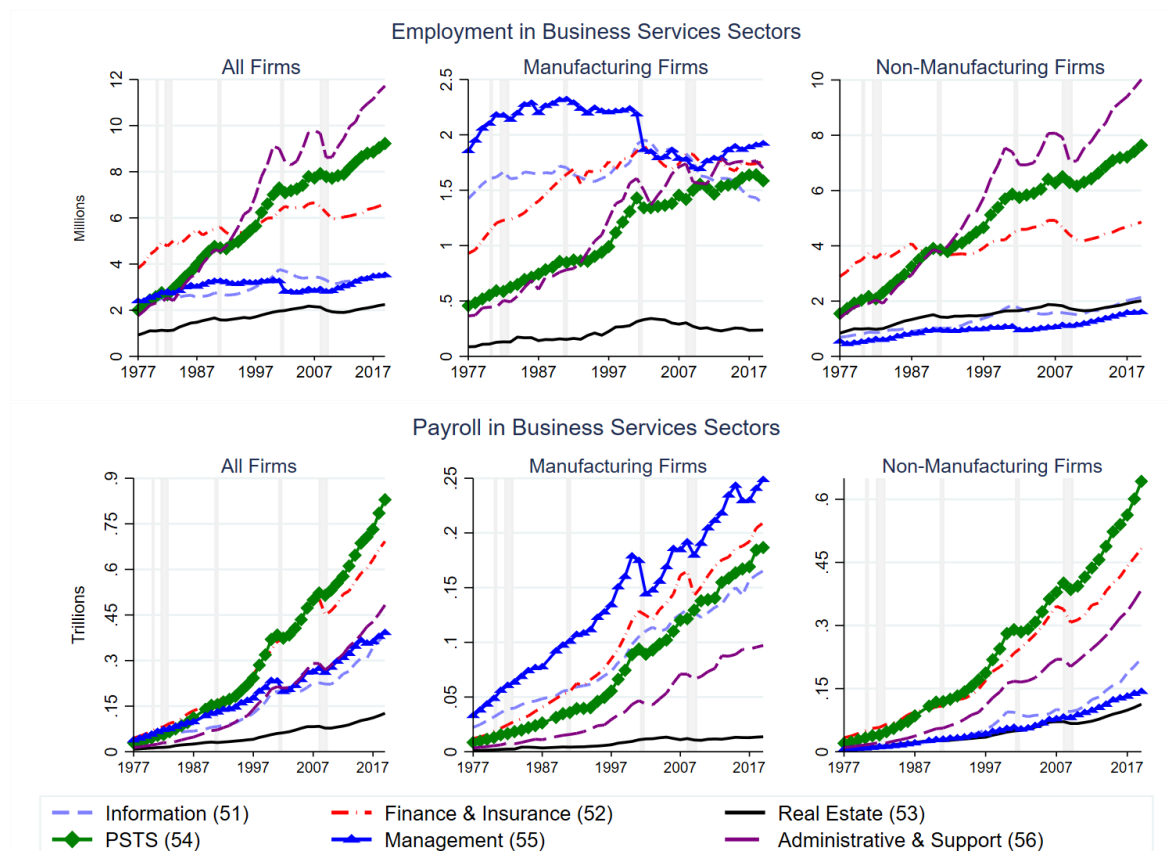 Employment in Business Services Sectors
All Firms
Manufacturing Firms
Non-Manufacturing Firms
Millions
12
10
8
6
4
2
0
2.5
2
1.5
1
.5
0
10
8
6
4
2
0
1977 1987 1997 2007 2017
1977 1987 1997 2007 2017
1977 1987 1997 2007 2017
Payroll in Business Services Sectors
All Firms
Manufacturing Firms
Non-Manufacturing Firms
Trillions
.9
.75
.6
.45
.3
.15
0
.25
.2
.15
.1
.05
0
.6
.45
.3
.15
0
1977 1987 1997 2007 2017
1977 1987 1997 2007 2017
1977 1987 1997 2007 2017
Information (51) Finance & Insurance (52) Real Estate (53)
PSTS (54) Management (55) Administrative & Support (56)